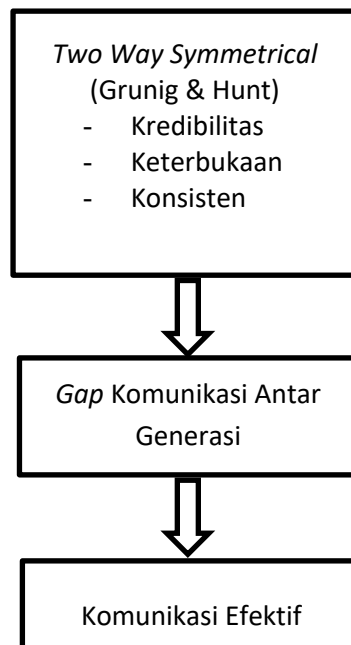 Two Way Symmetrical
(Grunig & Hunt)
- Kredibilitas
- Keterbukaan
- Konsisten
Gap Komunikasi Antar
Generasi
Komunikasi Efektif